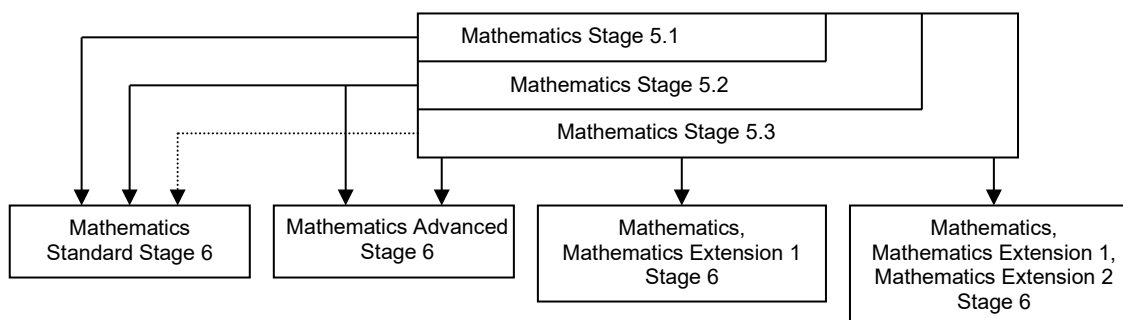 Mathematics Stage 5.1
Mathematics Stage 5.2
Mathematics Stage 5.3
Mathematics
Standard Stage 6
Mathematics Advanced
Stage 6
Mathematics,
Mathematics Extension 1
Stage 6
Mathematics,
Mathematics Extension 1,
Mathematics Extension 2
Stage 6